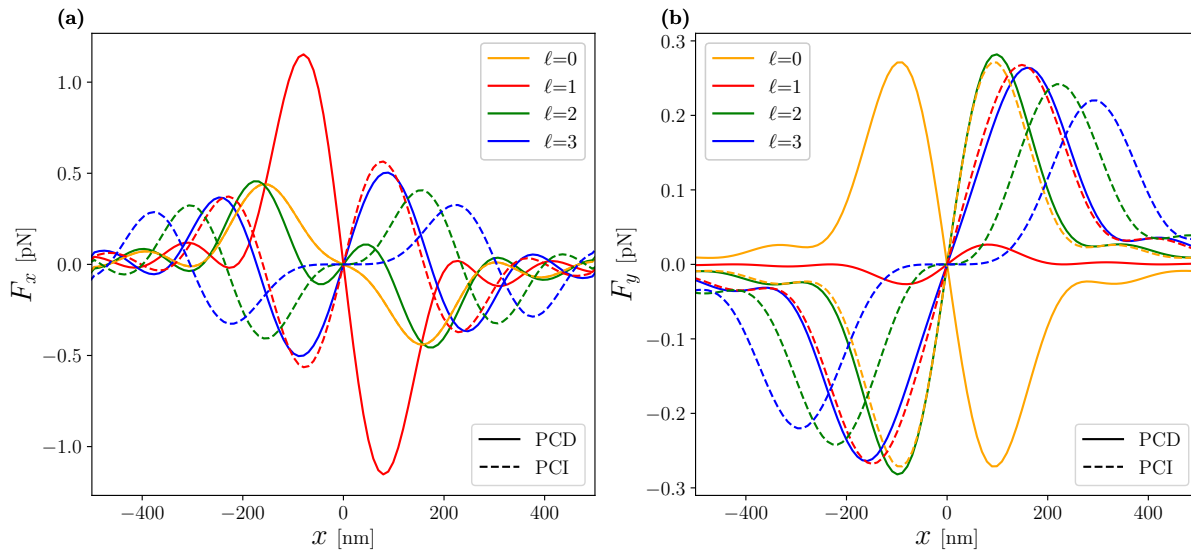 (a)
F_x [pN]
1.0
0.5
0.0
−0.5
−1.0
ℓ=0
ℓ=1
ℓ=2
ℓ=3
PCD
PCI
−400 −200 0 200 400
x [nm]
(b)
F_y [pN]
0.3
0.2
0.1
0.0
−0.1
−0.2
−0.3
ℓ=0
ℓ=1
ℓ=2
ℓ=3
PCD
PCI
−400 −200 0 200 400
x [nm]